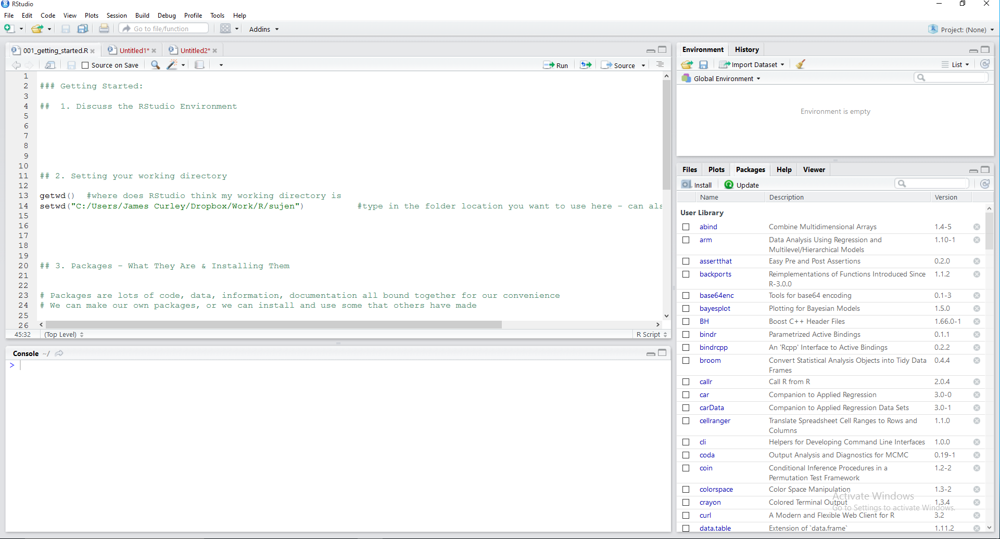 RStudio
File Edit Code View Plots Session Build Debug Profile Tools Help
Go to file/function Addins Project: (None)
001_getting_started.R Untitled1* Untitled2*
Source on Save Run Source
1
2 ### Getting Started:
3
4 ## 1. Discuss the RStudio Environment
5
6
7
8
9
10
11 ## 2. Setting your working directory
12
13 getwd() #where does RStudio think my working directory is
14 setwd("C:/Users/James Curley/Dropbox/Work/R/sujen") #type in the folder location you want to use here - can als
15
16
17
18
19
20 ## 3. Packages - What They Are & Installing Them
21
22
23 # Packages are lots of code, data, information, documentation all bound together for our convenience
24 # We can make our own packages, or we can install and use some that others have made
25
26
45:32 (Top Level) R Script
Console ~/
>
Environment History
Import Dataset List
Global Environment
Environment is empty
Files Plots Packages Help Viewer
Install Update
Name Description Version
User Library
abind Combine Multidimensional Arrays 1.4-5
arm Data Analysis Using Regression and 1.10-1
Multilevel/Hierarchical Models
assertthat Easy Pre and Post Assertions 0.2.0
backports Reimplementations of Functions Introduced Since 1.1.2
R-3.0.0
base64enc Tools for base64 encoding 0.1-3
bayesplot Plotting for Bayesian Models 1.5.0
BH Boost C++ Header Files 1.66.0-1
bindr Parametrized Active Bindings 0.1.1
bindrcpp An 'Rcpp' Interface to Active Bindings 0.2.2
broom Convert Statistical Analysis Objects into Tidy Data 0.4.4
Frames
callr Call R from R 2.0.4
car Companion to Applied Regression 3.0-0
carData Companion to Applied Regression Data Sets 3.0-1
cellranger Translate Spreadsheet Cell Ranges to Rows and 1.1.0
Columns
cli Helpers for Developing Command Line Interfaces 1.0.0
coda Output Analysis and Diagnostics for MCMC 0.19-1
coin Conditional Inference Procedures in a 1.2-2
Permutation Test Framework
colorspace Color Space Manipulation 1.3-2
Activate Windows
crayon Colored Terminal Output 1.3.4
Go to Settings to activate Windows.
curl A Modern and Flexible Web Client for R 3.2
data.table Extension of `data.frame` 1.11.2